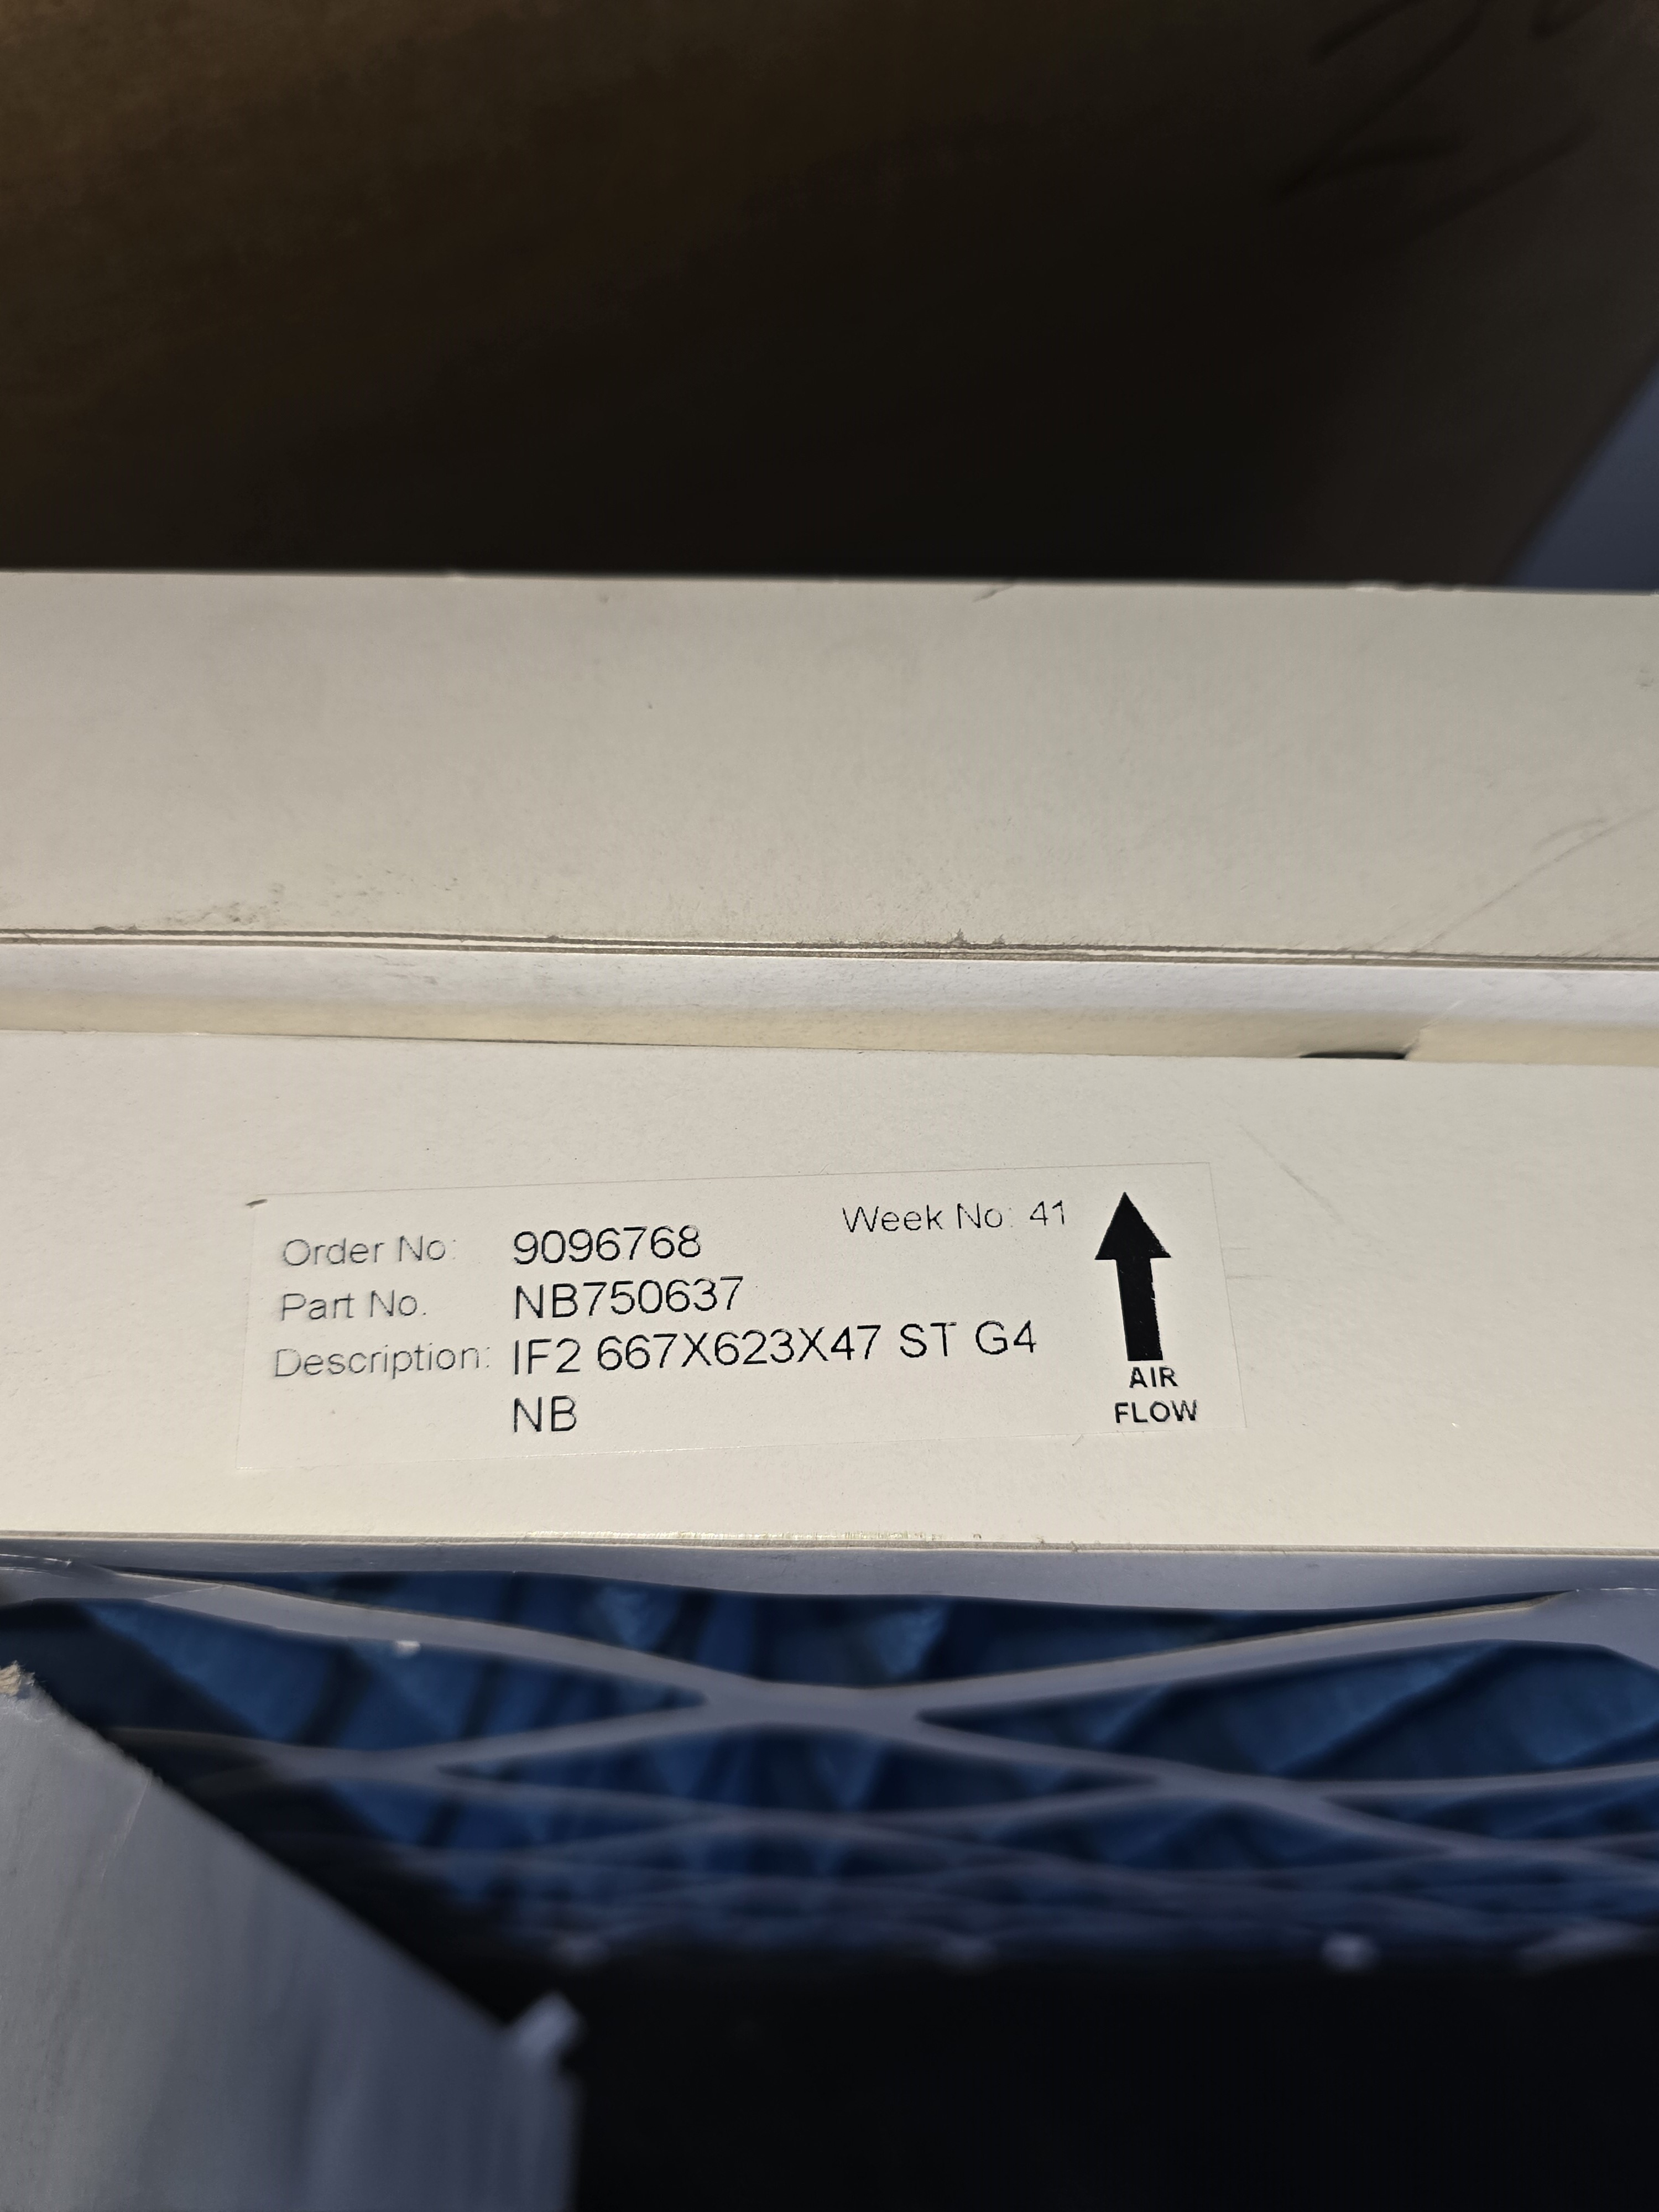 Week No: 41
Order No: 9096768
Part No. NB750637
Description: IF2 667X623X47 ST G4
NB
AIR
FLOW